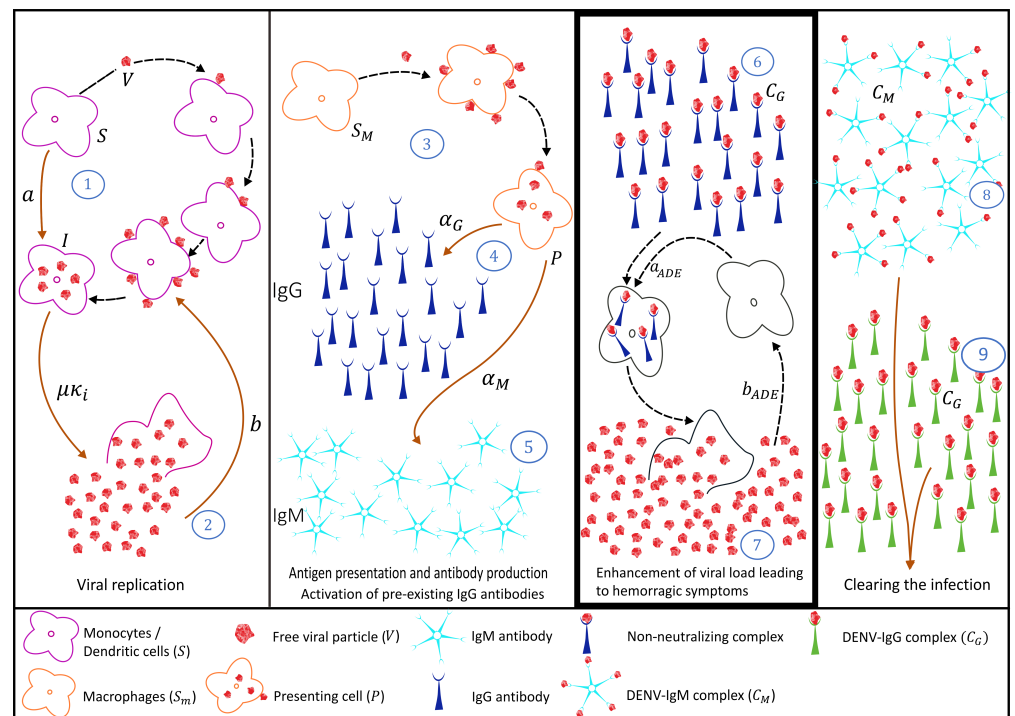 V
S
1
a
I
μκᵢ
b
2
Viral replication
S_M
3
α_G
4
P
IgG
α_M
5
IgM
Antigen presentation and antibody production
Activation of pre-existing IgG antibodies
6
C_G
a_ADE
b_ADE
7
Enhancement of viral load leading
to hemorragic symptoms
C_M
8
9
C_G
Clearing the infection
Monocytes /
Dendritic cells (S)
Free viral particle (V)
IgM antibody
Non-neutralizing complex
DENV-IgG complex (C_G)
Macrophages (S_m)
Presenting cell (P)
IgG antibody
DENV-IgM complex (C_M)